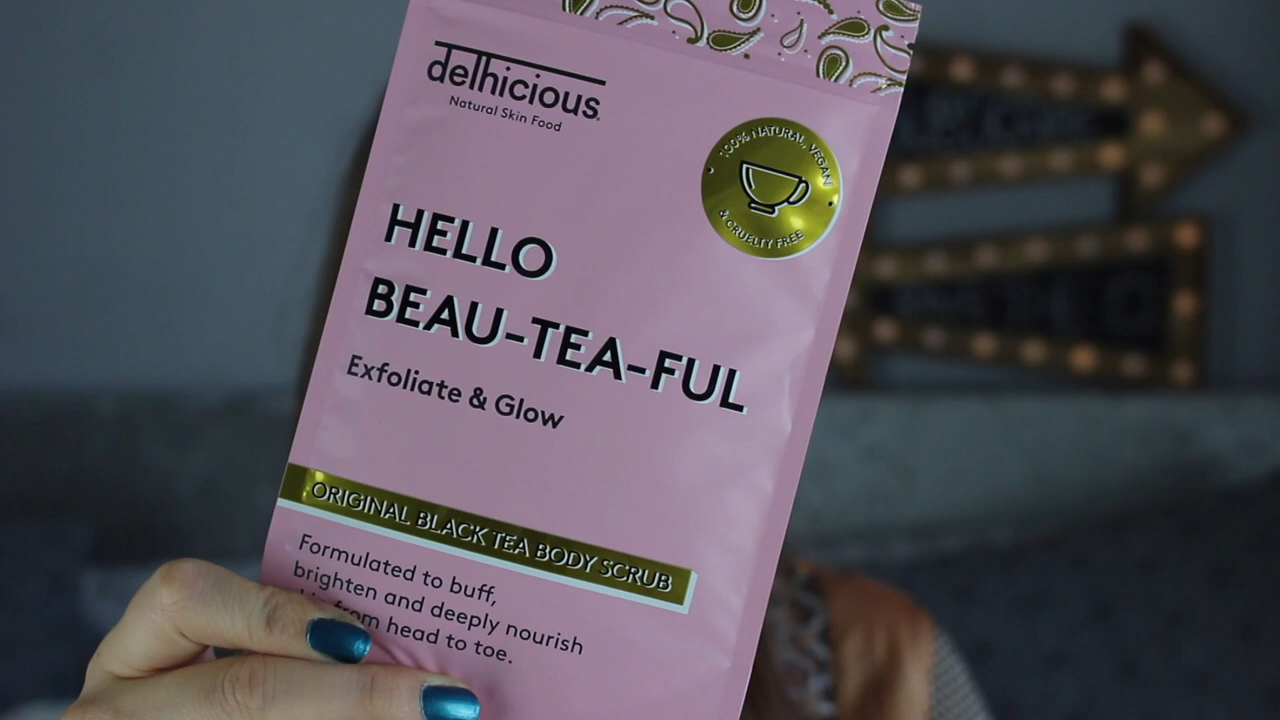 delhicious
Natural Skin Food
100% NATURAL, VEGAN
& CRUELTY FREE
HELLO
BEAU-TEA-FUL
Exfoliate & Glow
ORIGINAL BLACK TEA BODY SCRUB
Formulated to buff,
brighten and deeply nourish
from head to toe.